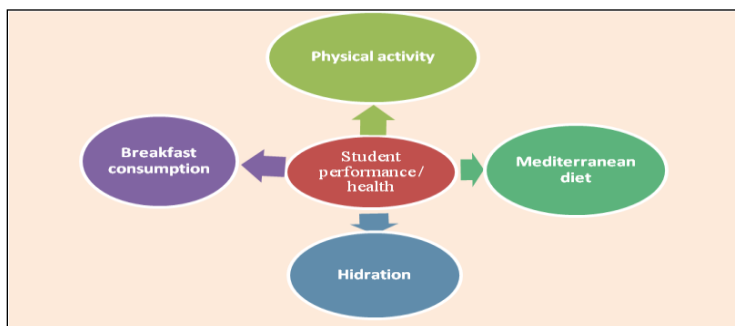 Physical activity
Breakfast
consumption
Student
performance/
health
Mediterranean
diet
Hidration